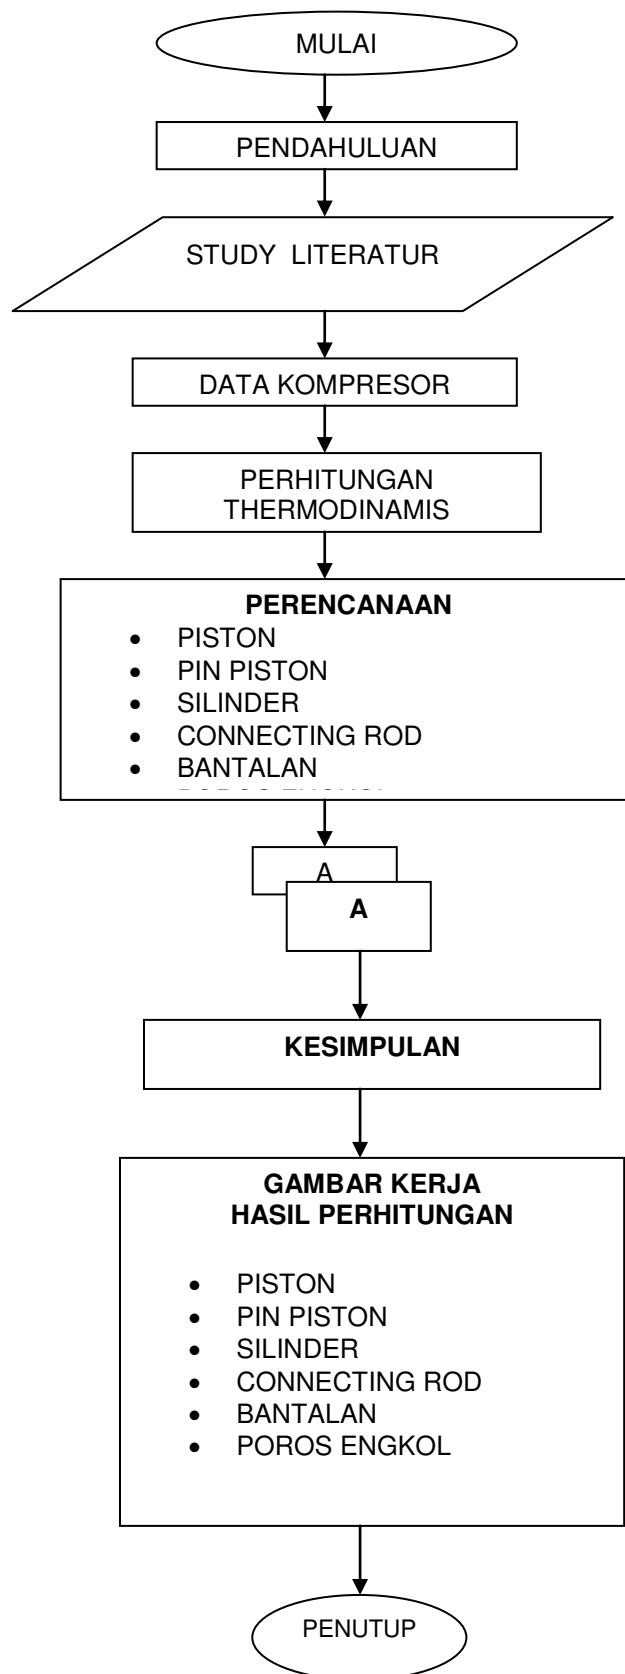 MULAI
PENDAHULUAN
STUDY LITERATUR
DATA KOMPRESOR
PERHITUNGAN
THERMODINAMIS
PERENCANAAN
• PISTON
• PIN PISTON
• SILINDER
• CONNECTING ROD
• BANTALAN
A
A
KESIMPULAN
GAMBAR KERJA
HASIL PERHITUNGAN
• PISTON
• PIN PISTON
• SILINDER
• CONNECTING ROD
• BANTALAN
• POROS ENGKOL
PENUTUP